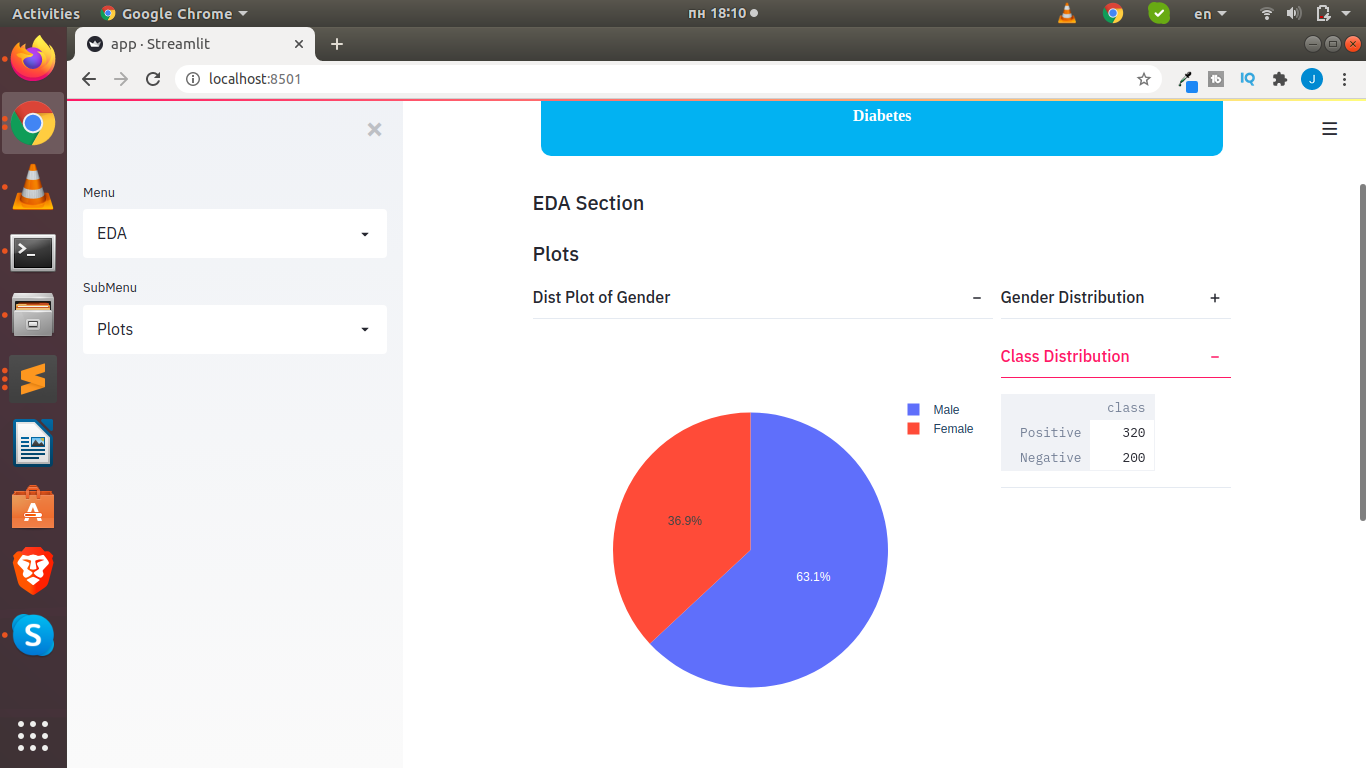 Activities Google Chrome пн 18:10 en
app · Streamlit
localhost:8501
J
Diabetes
Menu
EDA
SubMenu
Plots
EDA Section
Plots
Dist Plot of Gender
Male
Female
36.9%
63.1%
Gender Distribution
Class Distribution
class
Positive 320
Negative 200